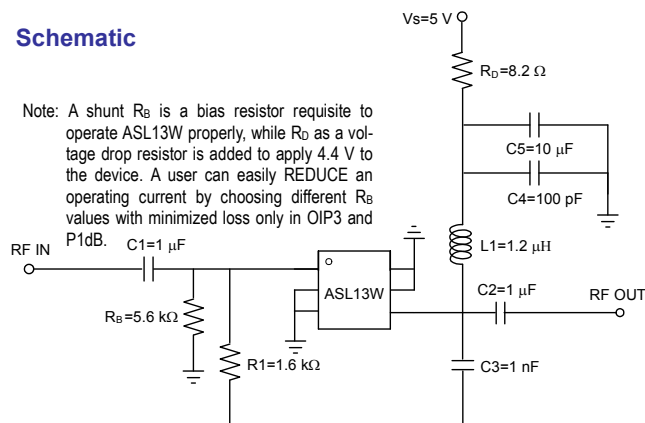 Schematic
Vs=5 V
RD=8.2 Ω
Note: A shunt RB is a bias resistor requisite to
operate ASL13W properly, while RD as a vol-
tage drop resistor is added to apply 4.4 V to
the device. A user can easily REDUCE an
operating current by choosing different RB
values with minimized loss only in OIP3 and
P1dB.
C5=10 μF
C4=100 pF
RF IN
C1=1 μF
L1=1.2 μH
ASL13W
C2=1 μF
RF OUT
RB=5.6 kΩ
R1=1.6 kΩ
C3=1 nF